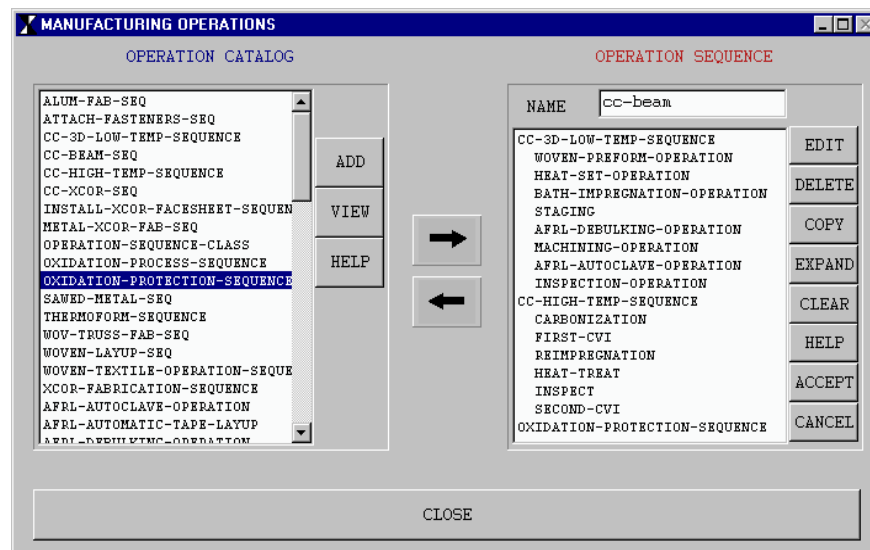 MANUFACTURING OPERATIONS
OPERATION CATALOG
ALUM-FAB-SEQ
ATTACH-FASTENERS-SEQ
CC-3D-LOW-TEMP-SEQUENCE
CC-BEAM-SEQ
CC-HIGH-TEMP-SEQUENCE
CC-XCOR-SEQ
INSTALL-XCOR-FACESHEET-SEQUEN
METAL-XCOR-FAB-SEQ
OPERATION-SEQUENCE-CLASS
OXIDATION-PROCESS-SEQUENCE
OXIDATION-PROTECTION-SEQUENCE
SAWED-METAL-SEQ
THERMOFORM-SEQUENCE
WOV-TRUSS-FAB-SEQ
WOVEN-LAYUP-SEQ
WOVEN-TEXTILE-OPERATION-SEQUE
XCOR-FABRICATION-SEQUENCE
AFRL-AUTOCLAVE-OPERATION
AFRL-AUTOMATIC-TAPE-LAYUP
AFRL-DEBULKING-OPERATION
ADD
VIEW
HELP
OPERATION SEQUENCE
NAME cc-beam
CC-3D-LOW-TEMP-SEQUENCE
WOVEN-PREFORM-OPERATION
HEAT-SET-OPERATION
BATH-IMPREGNATION-OPERATION
STAGING
AFRL-DEBULKING-OPERATION
MACHINING-OPERATION
AFRL-AUTOCLAVE-OPERATION
INSPECTION-OPERATION
CC-HIGH-TEMP-SEQUENCE
CARBONIZATION
FIRST-CVI
REIMPREGNATION
HEAT-TREAT
INSPECT
SECOND-CVI
OXIDATION-PROTECTION-SEQUENCE
EDIT
DELETE
COPY
EXPAND
CLEAR
HELP
ACCEPT
CANCEL
CLOSE